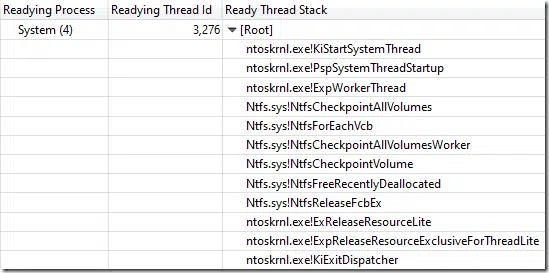 Readying Process Readying Thread Id Ready Thread Stack
System (4) 3,276 [Root]
ntoskrnl.exe!KiStartSystemThread
ntoskrnl.exe!PspSystemThreadStartup
ntoskrnl.exe!ExpWorkerThread
Ntfs.sys!NtfsCheckpointAllVolumes
Ntfs.sys!NtfsForEachVcb
Ntfs.sys!NtfsCheckpointAllVolumesWorker
Ntfs.sys!NtfsCheckpointVolume
Ntfs.sys!NtfsFreeRecentlyDeallocated
Ntfs.sys!NtfsReleaseFcbEx
ntoskrnl.exe!ExReleaseResourceLite
ntoskrnl.exe!ExpReleaseResourceExclusiveForThreadLite
ntoskrnl.exe!KiExitDispatcher